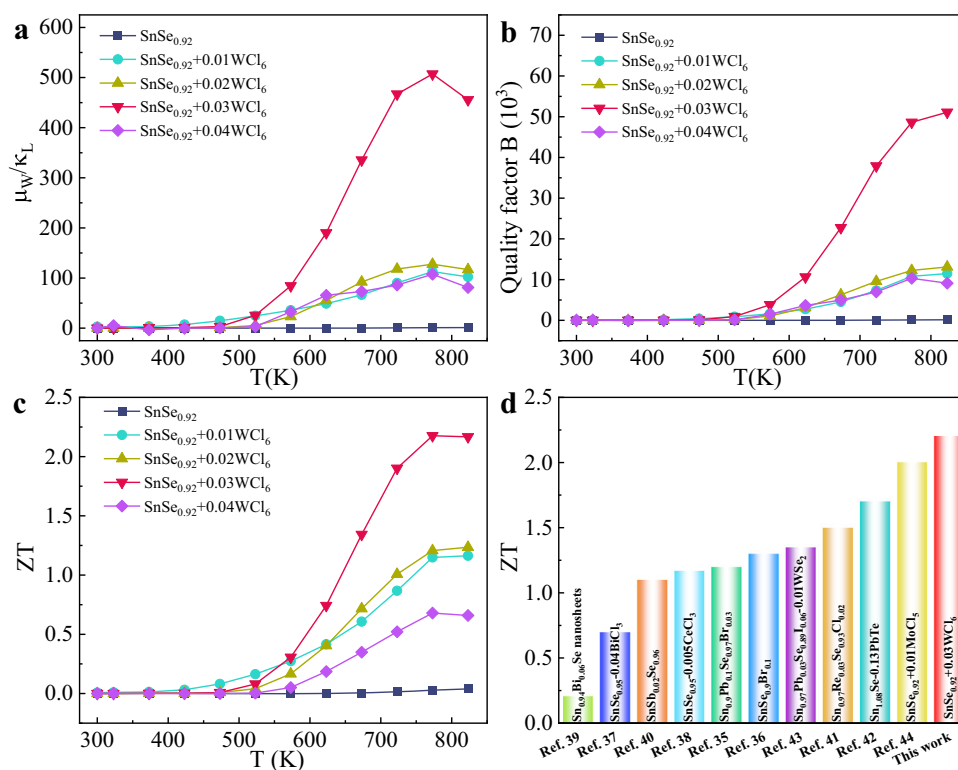 a
600
500
400
300
200
100
0
μ_W/κ_L
300 400 500 600 700 800
T(K)
SnSe₀.₉₂
SnSe₀.₉₂+0.01WCl₆
SnSe₀.₉₂+0.02WCl₆
SnSe₀.₉₂+0.03WCl₆
SnSe₀.₉₂+0.04WCl₆
b
70
60
50
40
30
20
10
0
Quality factor B (10³)
300 400 500 600 700 800
T(K)
SnSe₀.₉₂
SnSe₀.₉₂+0.01WCl₆
SnSe₀.₉₂+0.02WCl₆
SnSe₀.₉₂+0.03WCl₆
SnSe₀.₉₂+0.04WCl₆
c
2.5
2.0
1.5
1.0
0.5
0.0
ZT
300 400 500 600 700 800
T(K)
SnSe₀.₉₂
SnSe₀.₉₂+0.01WCl₆
SnSe₀.₉₂+0.02WCl₆
SnSe₀.₉₂+0.03WCl₆
SnSe₀.₉₂+0.04WCl₆
d
2.5
2.0
1.5
1.0
0.5
0.0
ZT
Sn₀.₉₄Bi₀.₀₆Se nanosheets
SnSe₀.₉₅-0.04BiCl₃
SnSb₀.₀₂Se₀.₉₆
SnSe₀.₉₅-0.005CeCl₃
Sn₀.₉Pb₀.₁Se₀.₉₇Br₀.₀₃
SnSe₀.₉Br₀.₁
Sn₀.₉₇Pb₀.₀₃Se₀.₈₉I₀.₀₆-0.01WSe₂
Sn₀.₉₇Re₀.₀₃Se₀.₉₃Cl₀.₀₂
Sn₁.₀₈Se-0.13PbTe
SnSe₀.₉₂+0.01MoCl₅
SnSe₀.₉₂+0.03WCl₆
Ref. 39
Ref. 37
Ref. 40
Ref. 38
Ref. 35
Ref. 36
Ref. 43
Ref. 41
Ref. 42
Ref. 44
This work